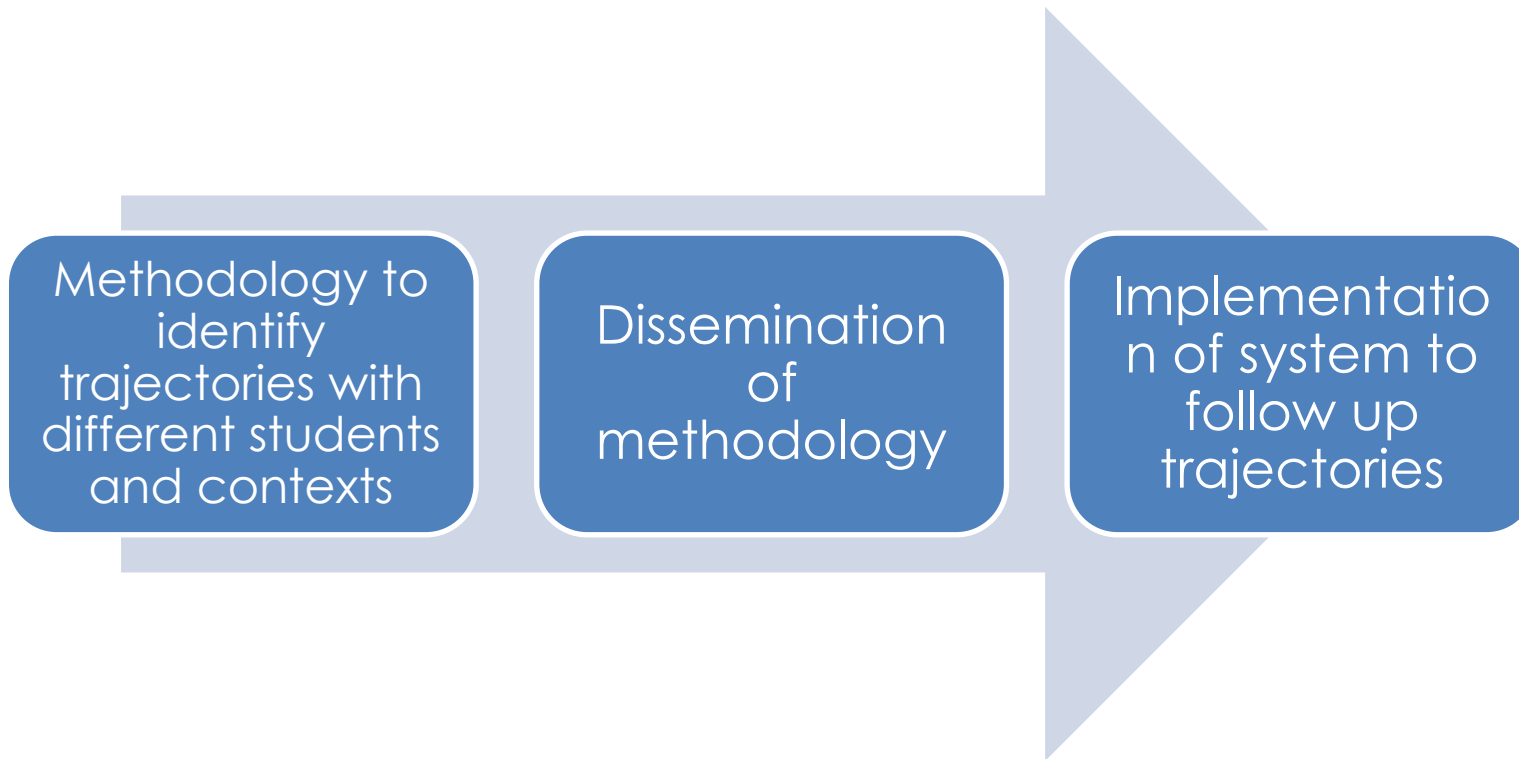 Methodology to
identify
trajectories with
different students
and contexts
Dissemination
of
methodology
Implementatio
n of system to
follow up
trajectories